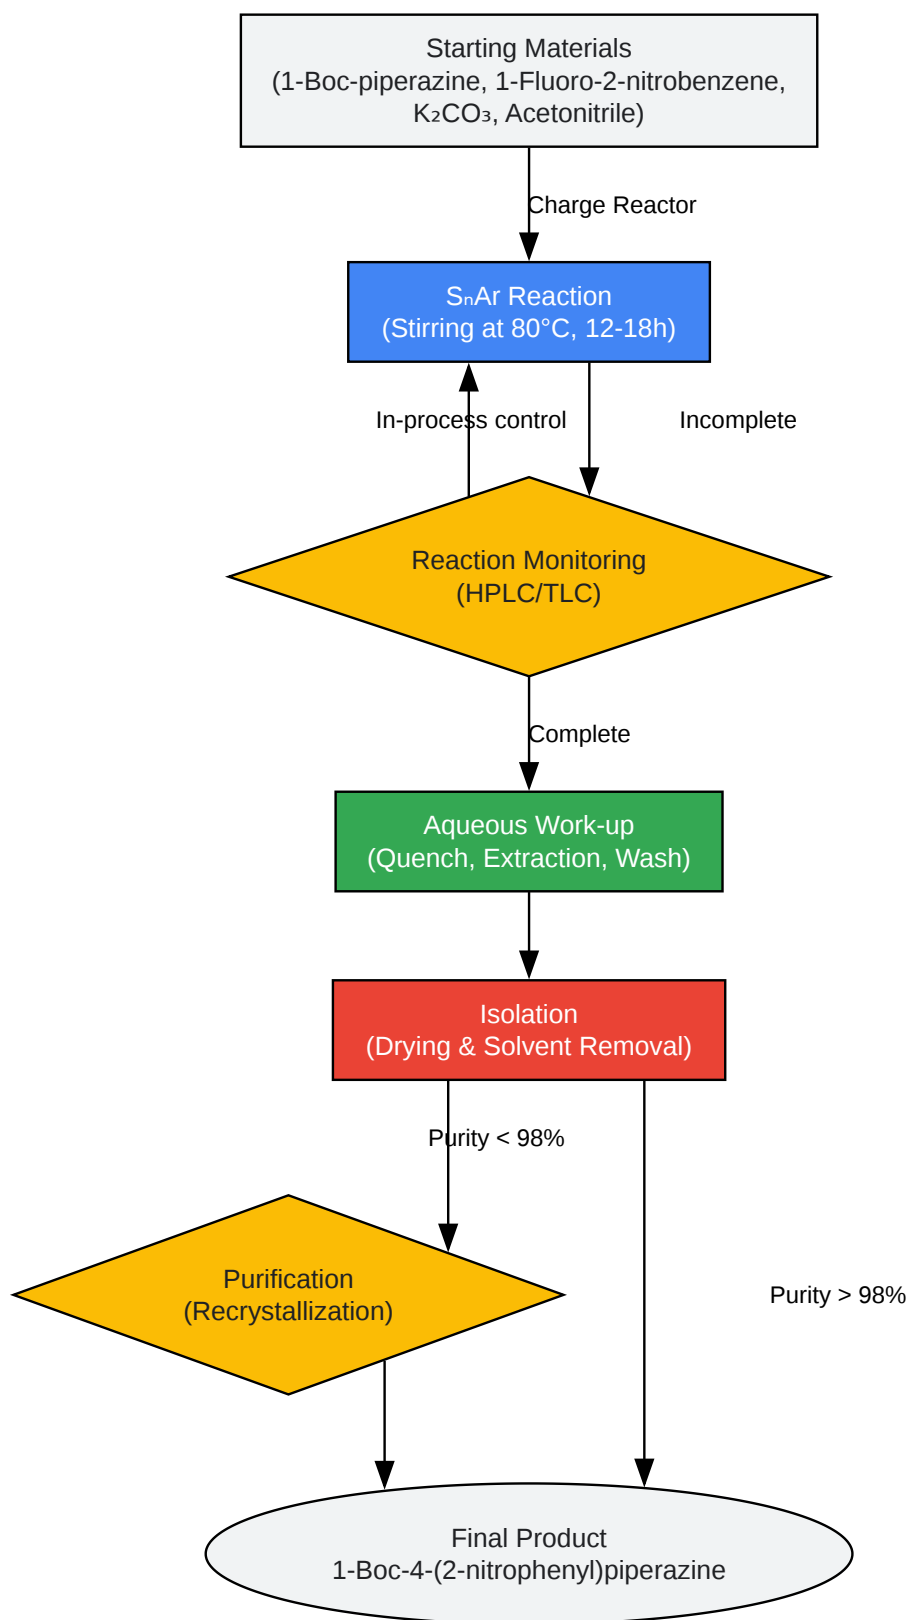 Starting Materials
(1-Boc-piperazine, 1-Fluoro-2-nitrobenzene,
K₂CO₃, Acetonitrile)
Charge Reactor
SₙAr Reaction
(Stirring at 80°C, 12-18h)
In-process control
Incomplete
Reaction Monitoring
(HPLC/TLC)
Complete
Aqueous Work-up
(Quench, Extraction, Wash)
Isolation
(Drying & Solvent Removal)
Purity < 98%
Purification
(Recrystallization)
Purity > 98%
Final Product
1-Boc-4-(2-nitrophenyl)piperazine